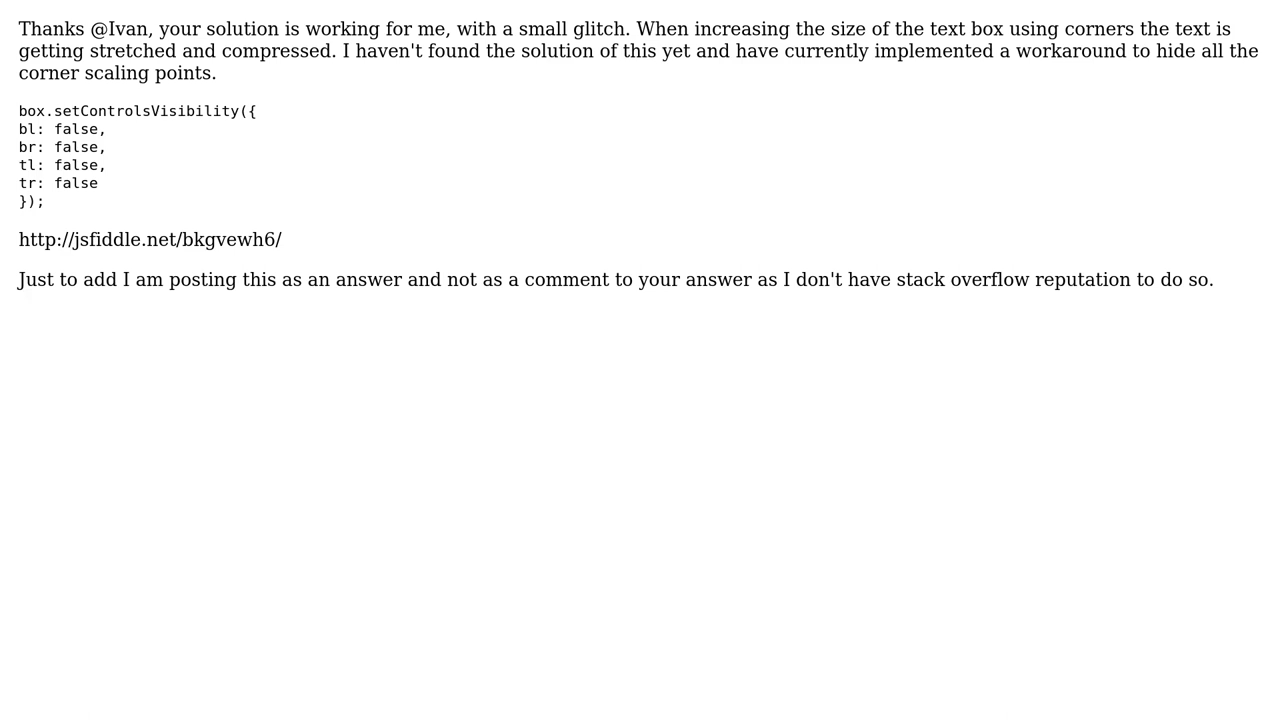 Thanks @Ivan, your solution is working for me, with a small glitch. When increasing the size of the text box using corners the text is
getting stretched and compressed. I haven't found the solution of this yet and have currently implemented a workaround to hide all the
corner scaling points.
box.setControlsVisibility({
bl: false,
br: false,
tl: false,
tr: false
});
http://jsfiddle.net/bkgvewh6/
Just to add I am posting this as an answer and not as a comment to your answer as I don't have stack overflow reputation to do so.